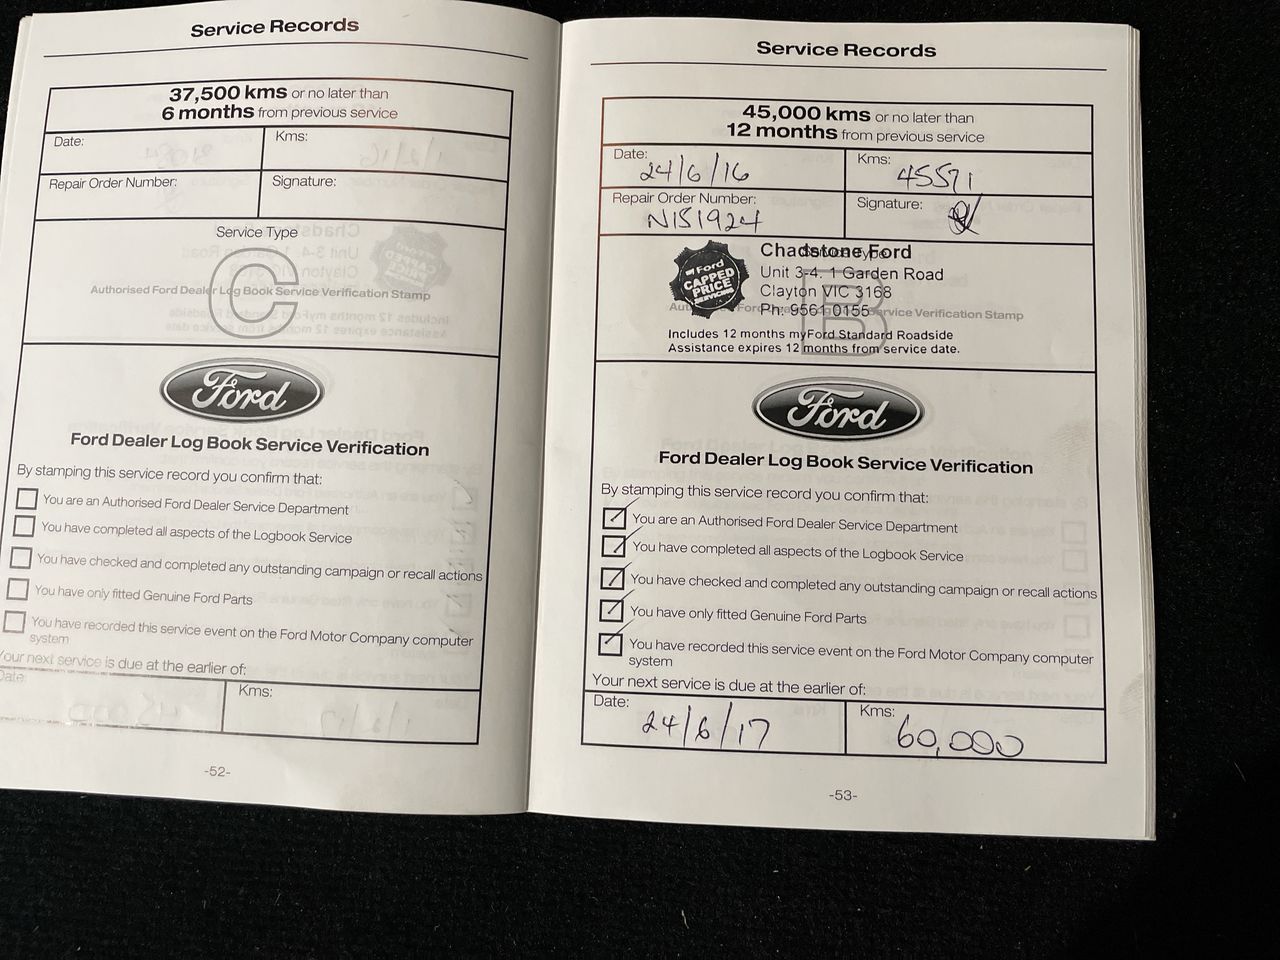 Service Records
37,500 kms or no later than
6 months from previous service
Date:
Kms:
Repair Order Number:
Signature:
Service Type
C
Authorised Ford Dealer Log Book Service Verification Stamp
Ford
Ford Dealer Log Book Service Verification
By stamping this service record you confirm that:
You are an Authorised Ford Dealer Service Department
You have completed all aspects of the Logbook Service
You have checked and completed any outstanding campaign or recall actions
You have only fitted Genuine Ford Parts
You have recorded this service event on the Ford Motor Company computer
system
Your next service is due at the earlier of:
Date:
Kms:
-52-
Service Records
45,000 kms or no later than
12 months from previous service
Date: 24/6/16
Kms: 45571
Repair Order Number: N151924
Signature:
Service Type
Ford
CAPPED
PRICE
SERVICING
Chadstone Ford
Unit 3-4, 1 Garden Road
Clayton VIC 3168
Ph: 9561 0155
B
Service Verification Stamp
Includes 12 months myFord Standard Roadside
Assistance expires 12 months from service date.
Ford
Ford Dealer Log Book Service Verification
By stamping this service record you confirm that:
You are an Authorised Ford Dealer Service Department
You have completed all aspects of the Logbook Service
You have checked and completed any outstanding campaign or recall actions
You have only fitted Genuine Ford Parts
You have recorded this service event on the Ford Motor Company computer
system
Your next service is due at the earlier of:
Date: 24/6/17
Kms: 60,000
-53-